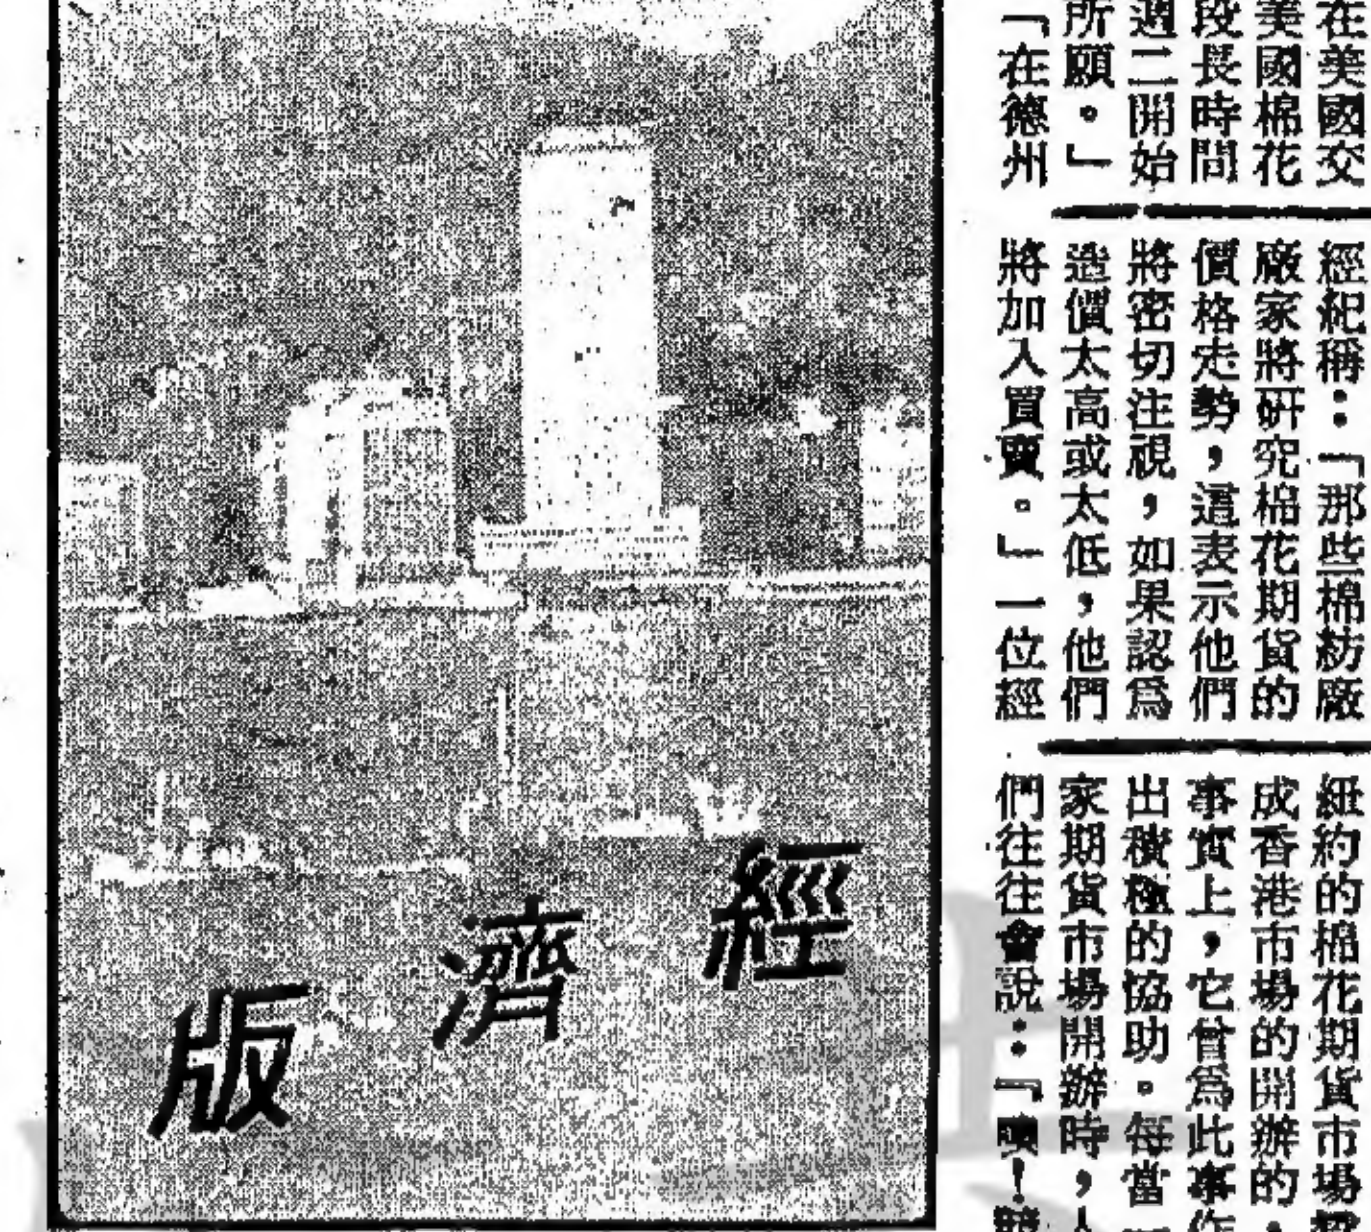 在美國交
美國棉花
段長時間
週二開始
所願。」
「在德州
經紀稱：「那些棉紡廠
廠家將研究棉花期貨的
價格走勢，這表示他們
將密切注視，如果認爲
造價太高或太低，他們
將加入買賣。」一位經
紐約的棉花期貨市場
成香港市場的開辦的
事實上，它曾爲此事作
出積極的協助。每當一
家期貨市場開辦時，人
們往往會說：『噢！
經濟版